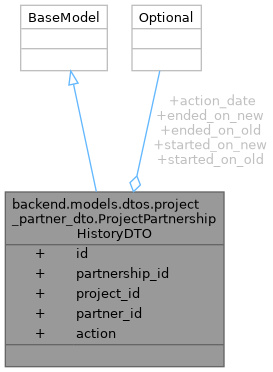 BaseModel
Optional
+action_date
+ended_on_new
+ended_on_old
+started_on_new
+started_on_old
backend.models.dtos.project
_partner_dto.ProjectPartnership
HistoryDTO
+ id
+ partnership_id
+ project_id
+ partner_id
+ action